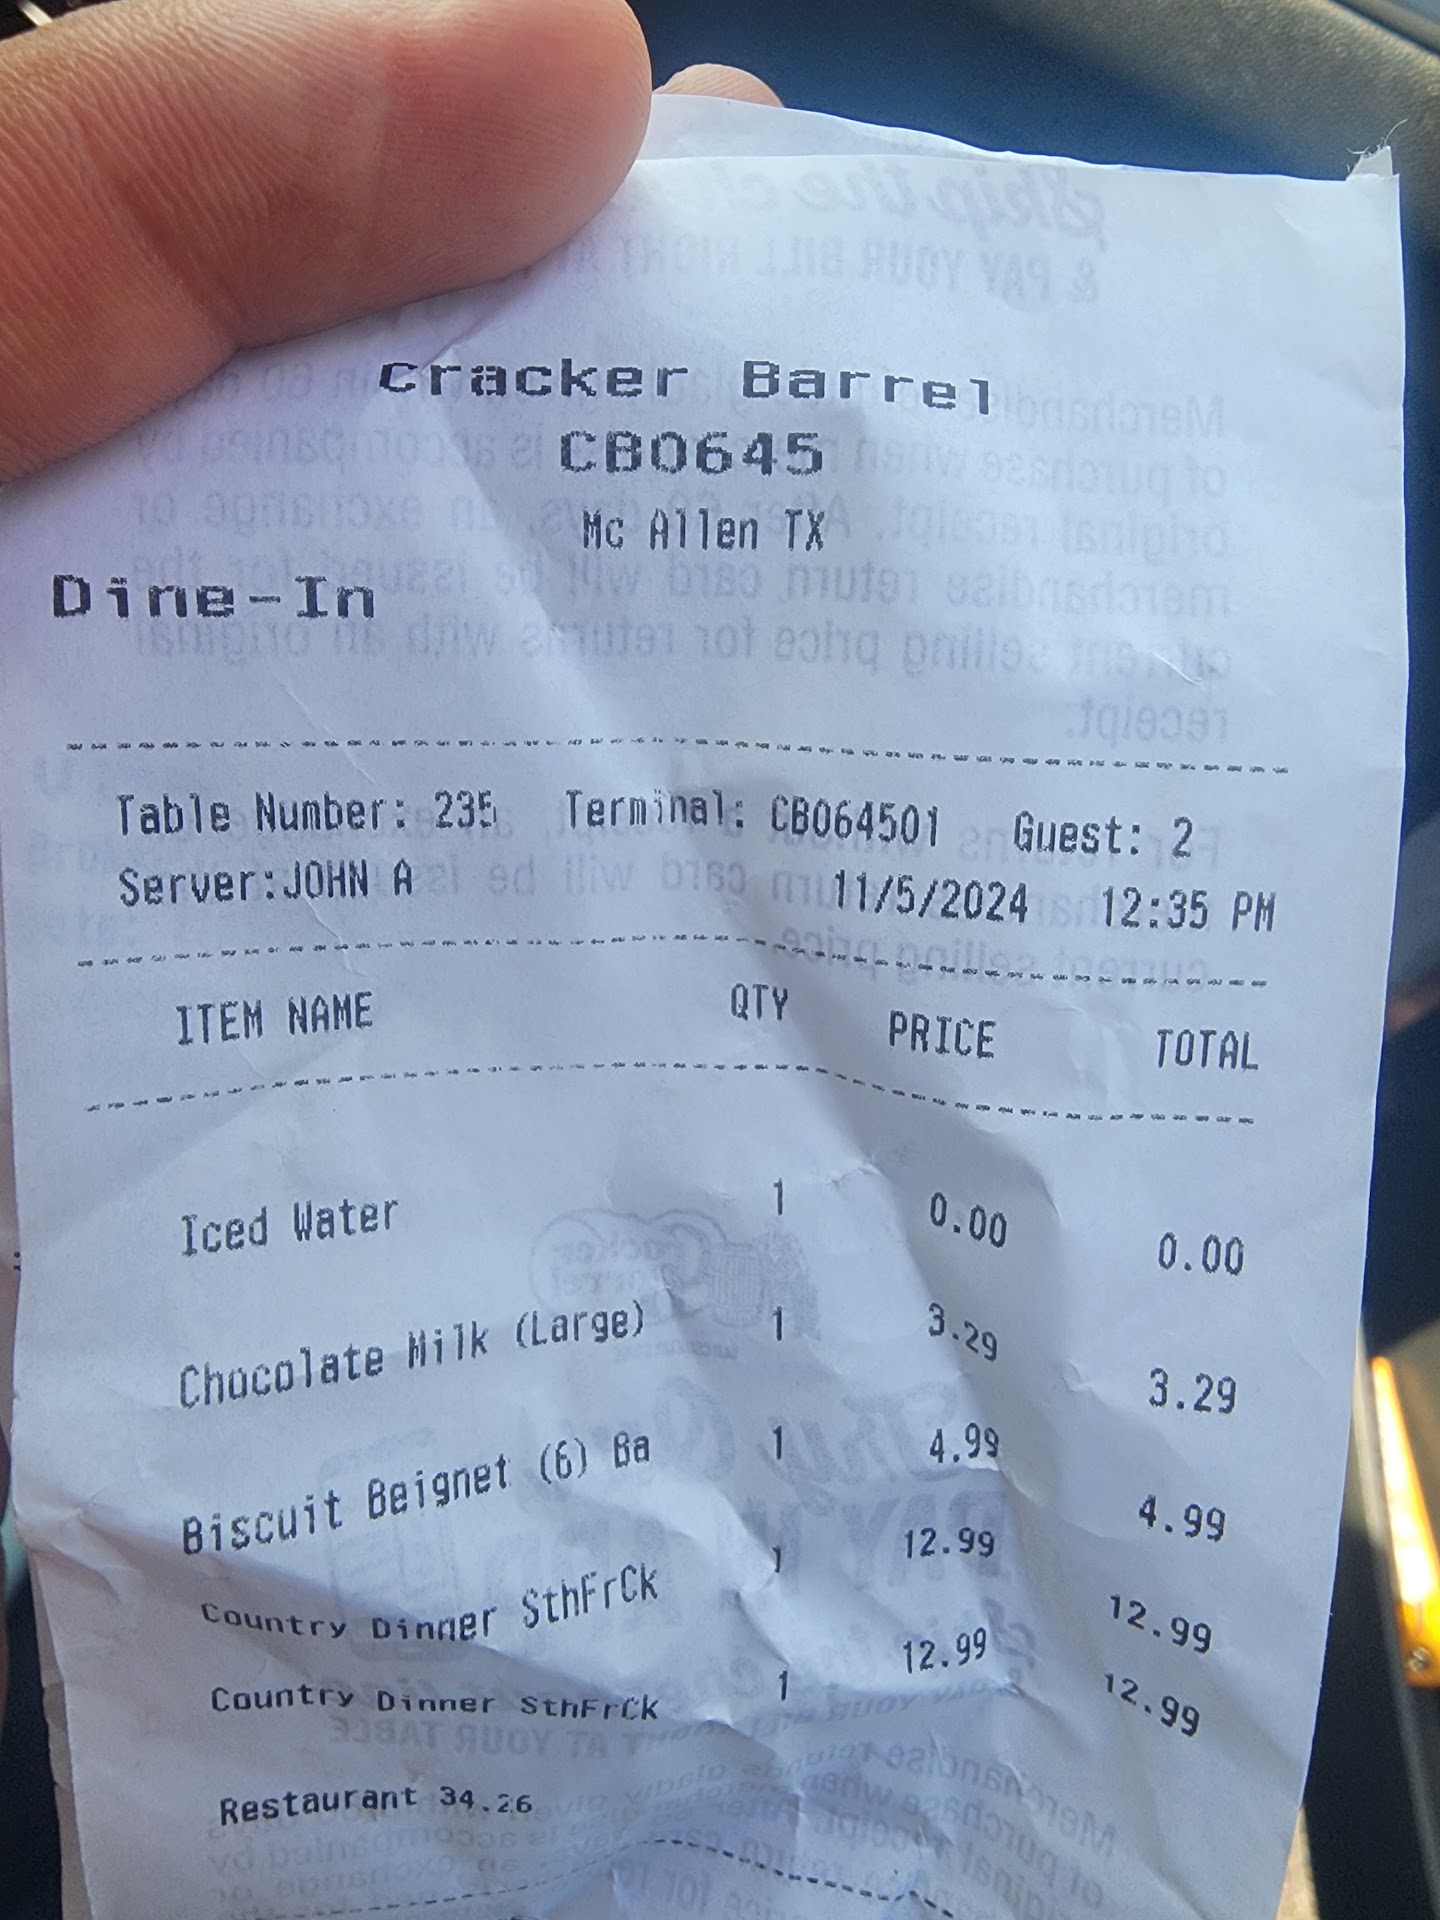 Cracker Barrel
CB0645
Mc Allen TX
Dine-In
Table Number: 235 Terminal: CB064501 Guest: 2
Server:JOHN A 11/5/2024 12:35 PM
ITEM NAME QTY PRICE TOTAL
Iced Water 1 0.00 0.00
Chocolate Milk (Large) 1 3.29 3.29
Biscuit Beignet (6) Ba 1 4.99 4.99
Country Dinner SthFrCk 1 12.99 12.99
Country Dinner SthFrCk 1 12.99 12.99
Restaurant 34.26